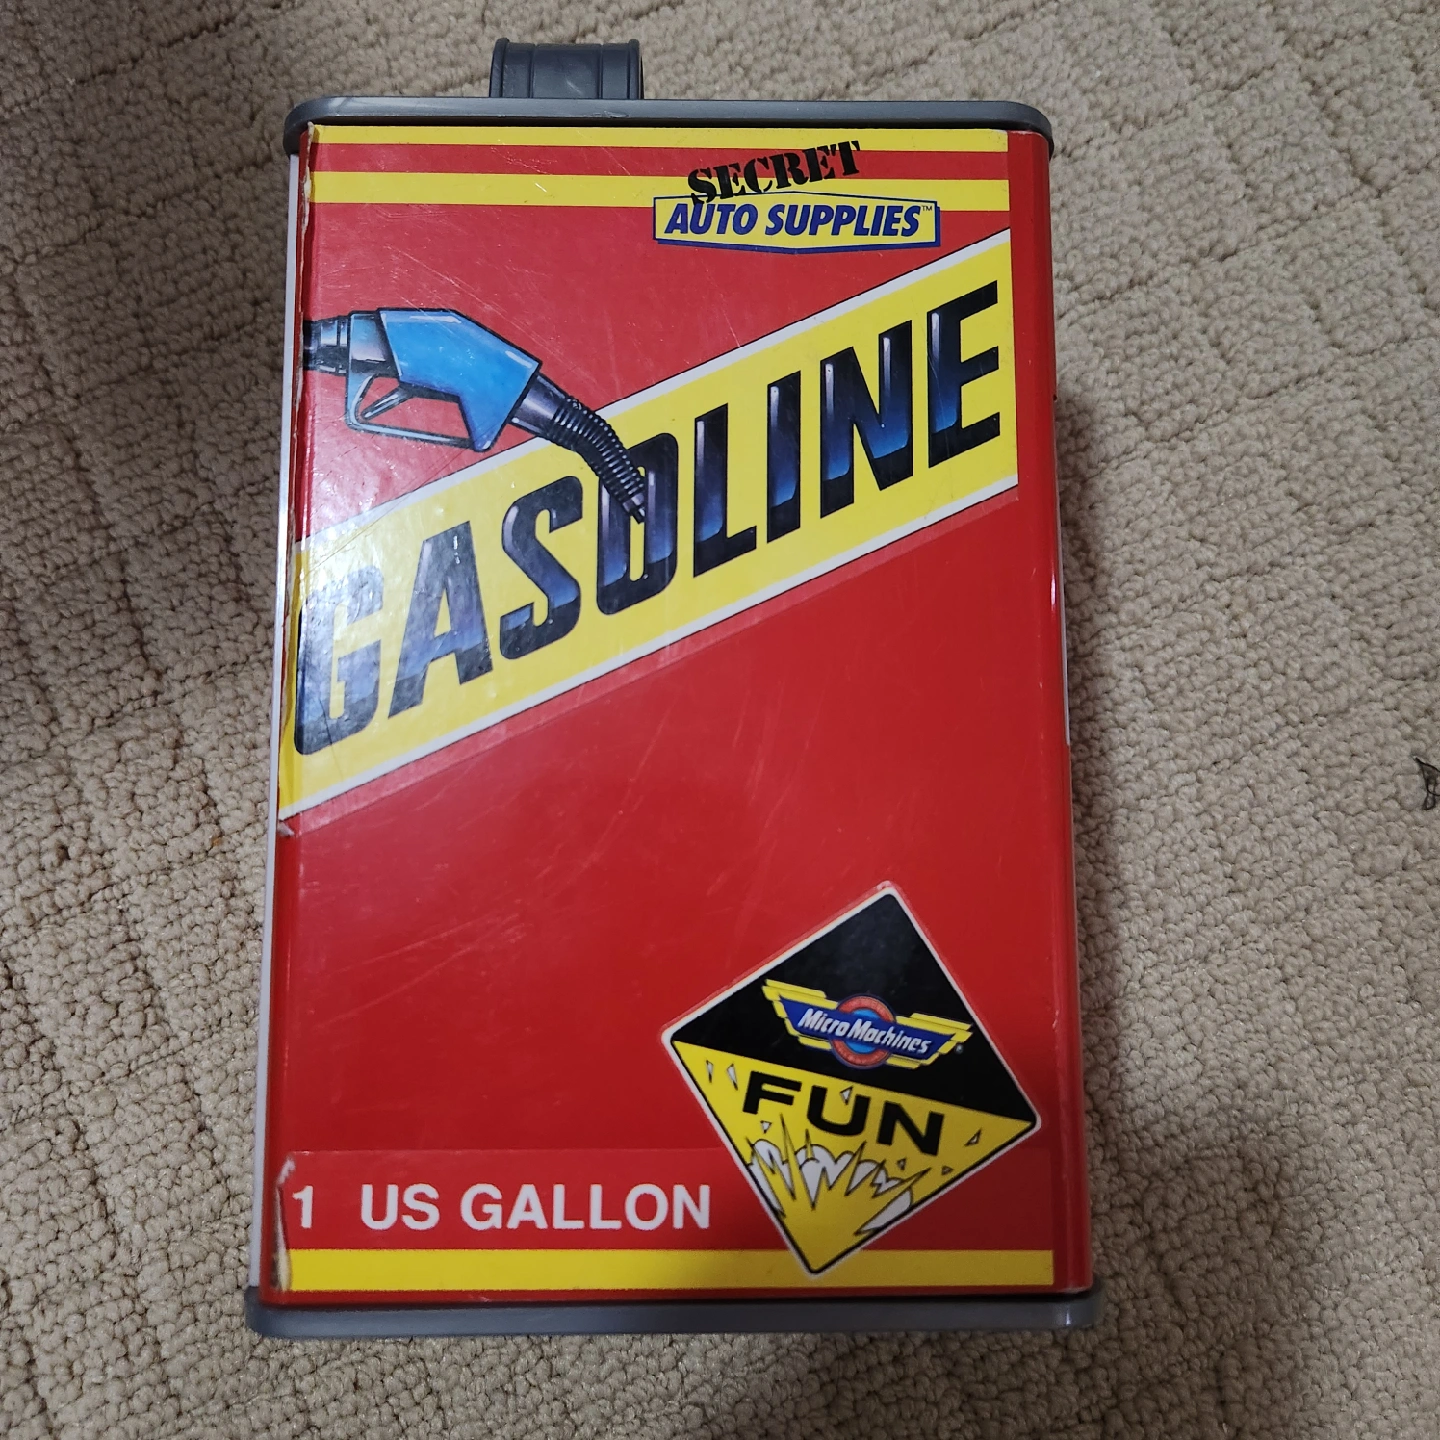 SECRET
AUTO SUPPLIES™
GASOLINE
Micro Machines®
FUN
1 US GALLON